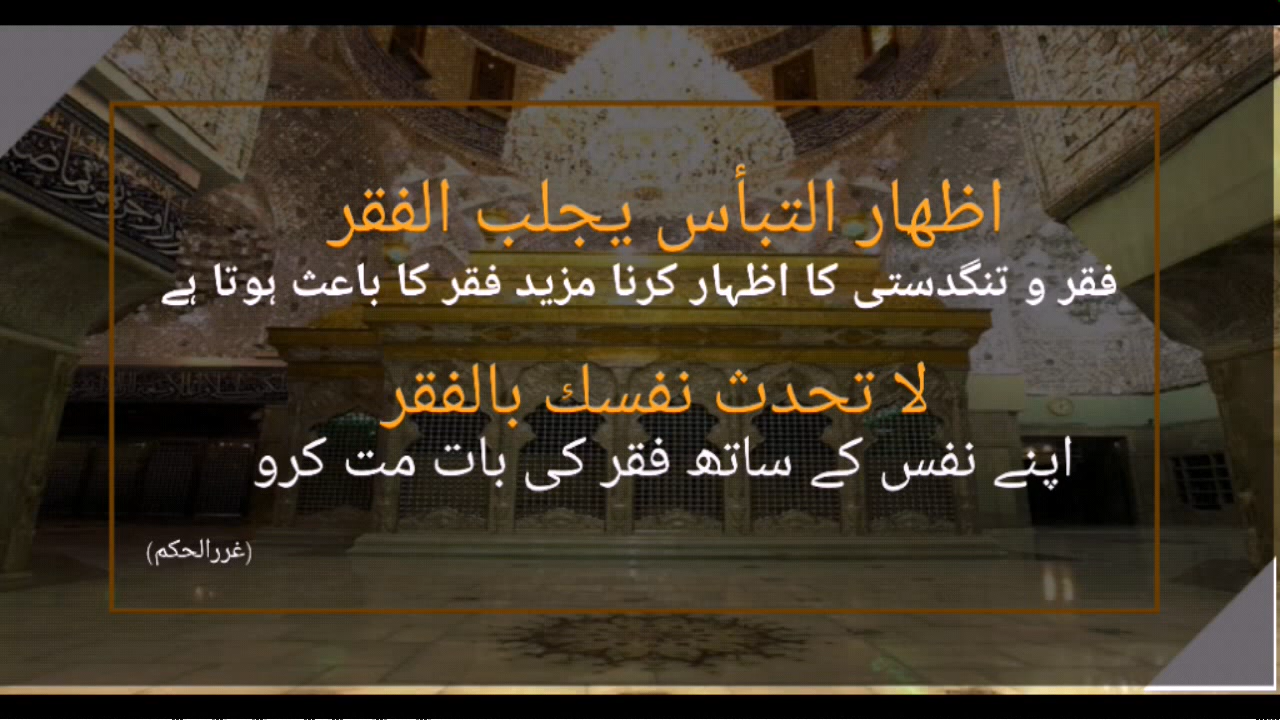 اظهار التبأس يجلب الفقر
فقر و تنگدستی کا اظہار کرنا مزید فقر کا باعث ہوتا ہے
لا تحدث نفسك بالفقر
اپنے نفس کے ساتھ فقر کی بات مت کرو
(غررالحکم)